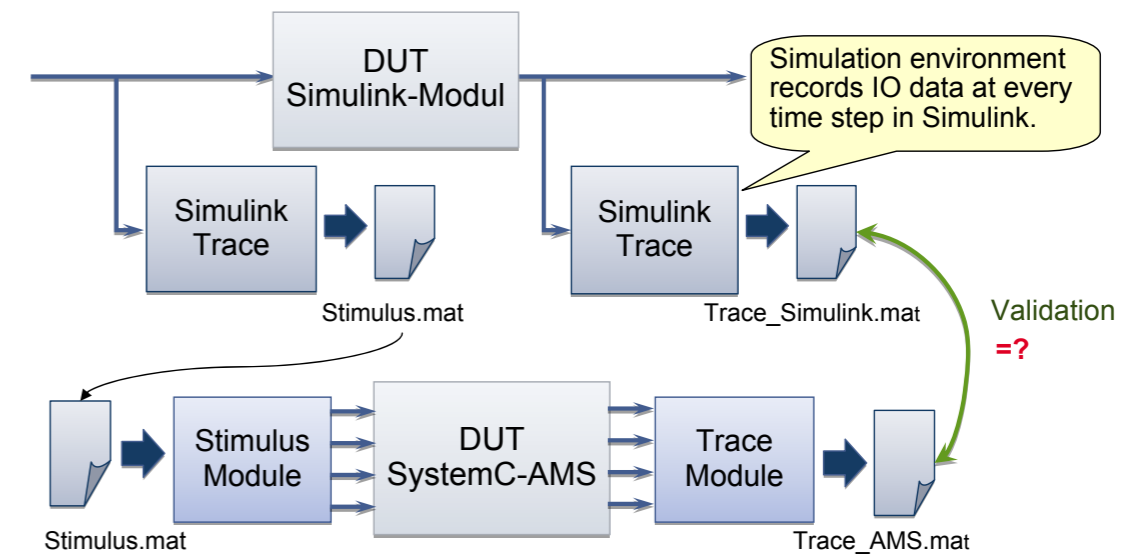 DUT
Simulink-Modul
Simulation environment
records IO data at every
time step in Simulink.
Simulink
Trace
Stimulus.mat
Simulink
Trace
Trace_Simulink.mat
Validation
=?
Stimulus.mat
Stimulus
Module
DUT
SystemC-AMS
Trace
Module
Trace_AMS.mat